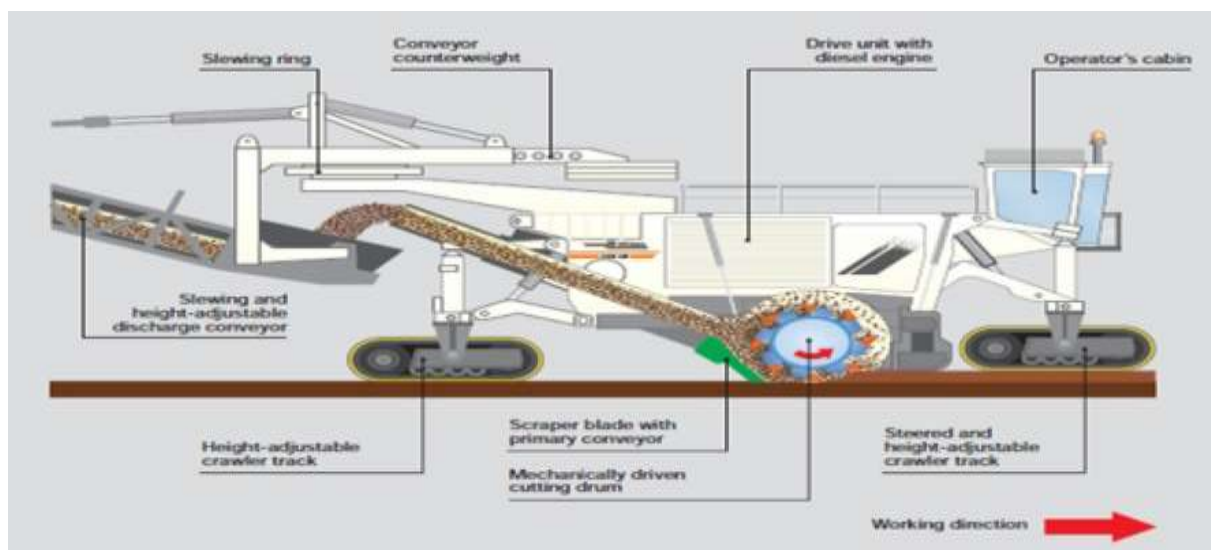 Slewing ring
Conveyor
counterweight
Drive unit with
diesel engine
Operator's cabin
Slewing and
height-adjustable
discharge conveyor
Height-adjustable
crawler track
Scraper blade with
primary conveyor
Mechanically driven
cutting drum
Steered and
height-adjustable
crawler track
Working direction